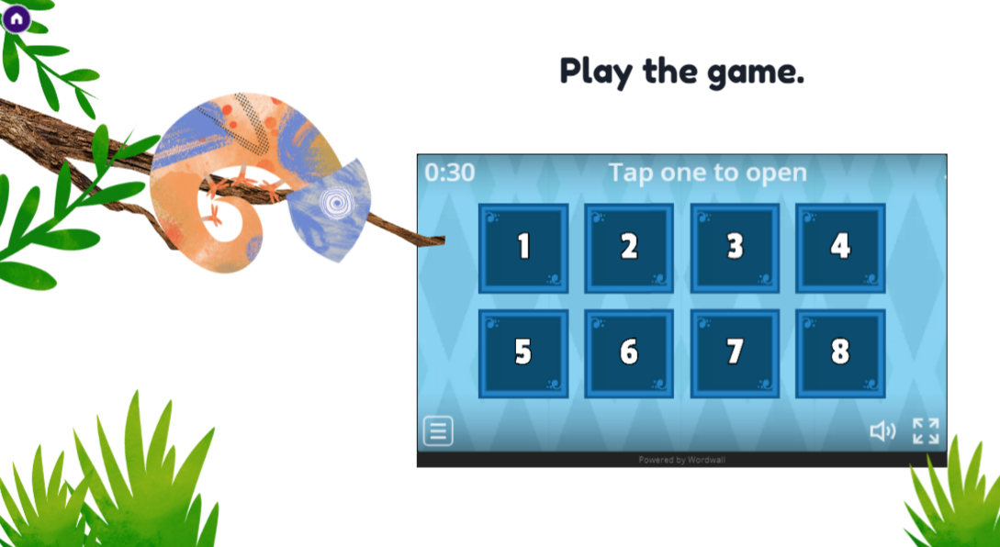 Play the game.
0:30
Tap one to open
1 2 3 4
5 6 7 8
Powered by Wordwall